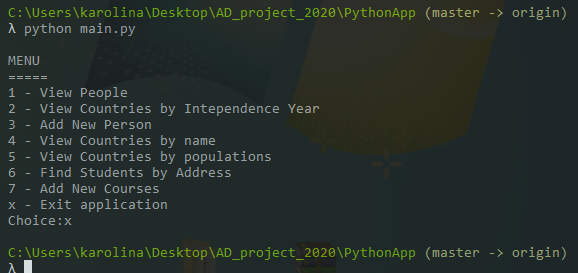 C:\Users\karolina\Desktop\AD_project_2020\PythonApp (master -> origin)
λ python main.py
MENU
=====
1 - View People
2 - View Countries by Intependence Year
3 - Add New Person
4 - View Countries by name
5 - View Countries by populations
6 - Find Students by Address
7 - Add New Courses
x - Exit application
Choice:x
C:\Users\karolina\Desktop\AD_project_2020\PythonApp (master -> origin)
λ